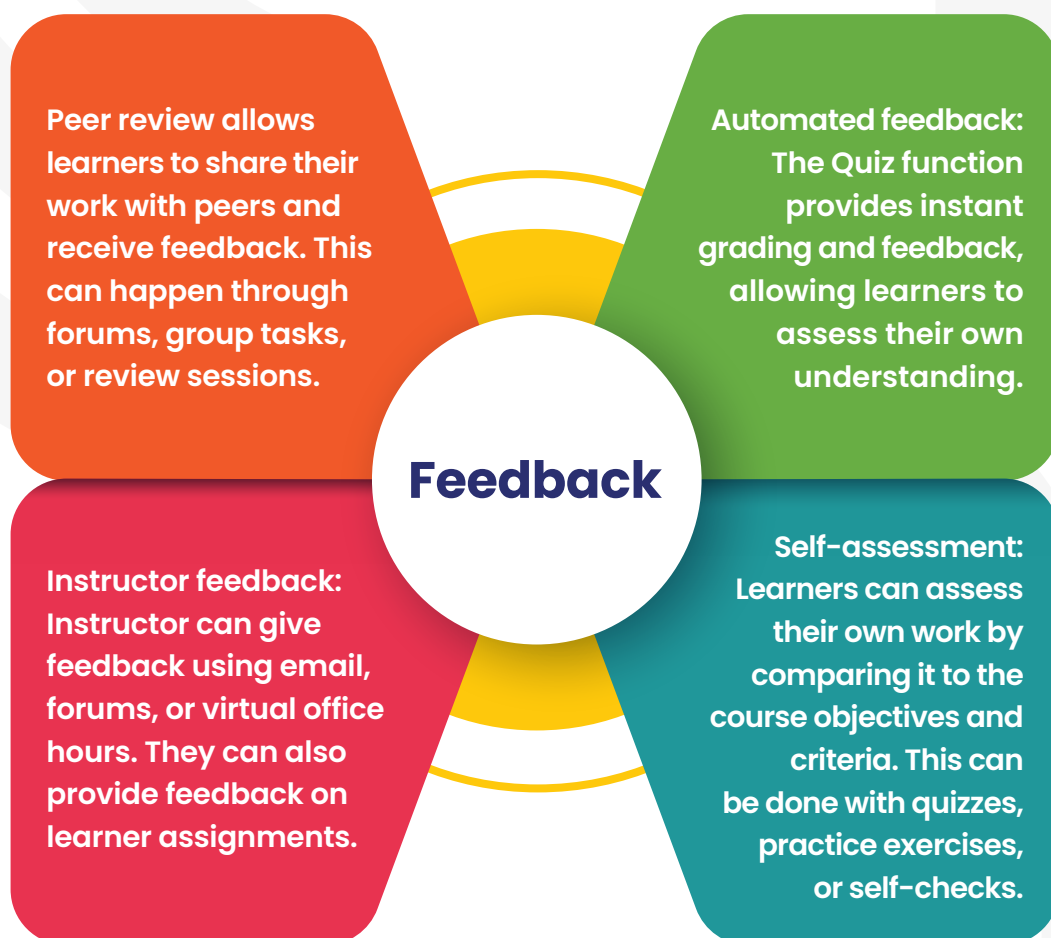 Peer review allows
learners to share their
work with peers and
receive feedback. This
can happen through
forums, group tasks,
or review sessions.
Automated feedback:
The Quiz function
provides instant
grading and feedback,
allowing learners to
assess their own
understanding.
Feedback
Instructor feedback:
Instructor can give
feedback using email,
forums, or virtual office
hours. They can also
provide feedback on
learner assignments.
Self-assessment:
Learners can assess
their own work by
comparing it to the
course objectives and
criteria. This can
be done with quizzes,
practice exercises,
or self-checks.